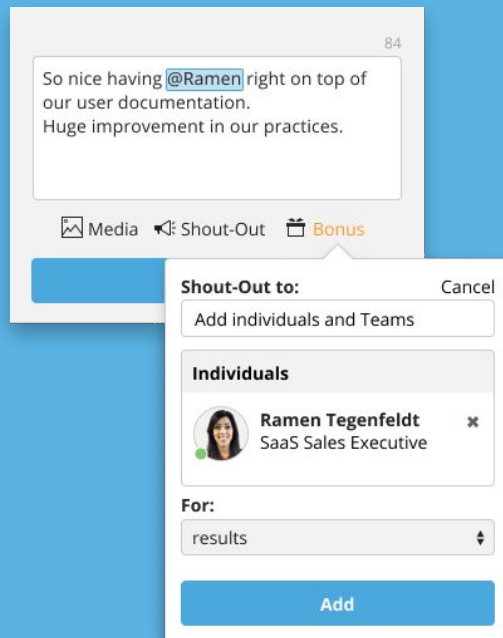 84
So nice having @Ramen right on top of
our user documentation.
Huge improvement in our practices.
Media Shout-Out Bonus
Shout-Out to: Cancel
Add individuals and Teams
Individuals
Ramen Tegenfeldt
SaaS Sales Executive
For:
results
Add